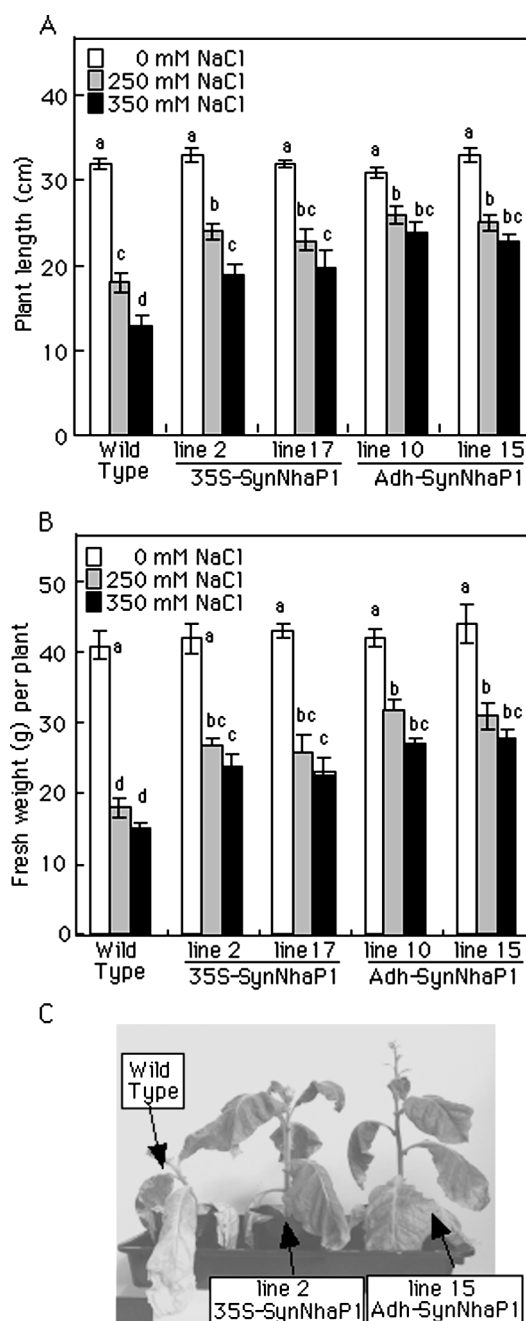 A
0 mM NaCl
250 mM NaCl
350 mM NaCl
Plant length (cm)
40
30
20
10
0
a
c
d
a
b
c
a
bc
c
a
b
bc
a
b
bc
Wild
Type
line 2
line 17
line 10
line 15
35S-SynNhaP1
Adh-SynNhaP1
B
0 mM NaCl
250 mM NaCl
350 mM NaCl
Fresh weight (g) per plant
50
40
30
20
10
0
a
d
d
a
bc
c
a
bc
c
a
b
bc
a
b
bc
Wild
Type
line 2
line 17
line 10
line 15
35S-SynNhaP1
Adh-SynNhaP1
C
Wild
Type
line 2
35S-SynNhaP1
line 15
Adh-SynNhaP1